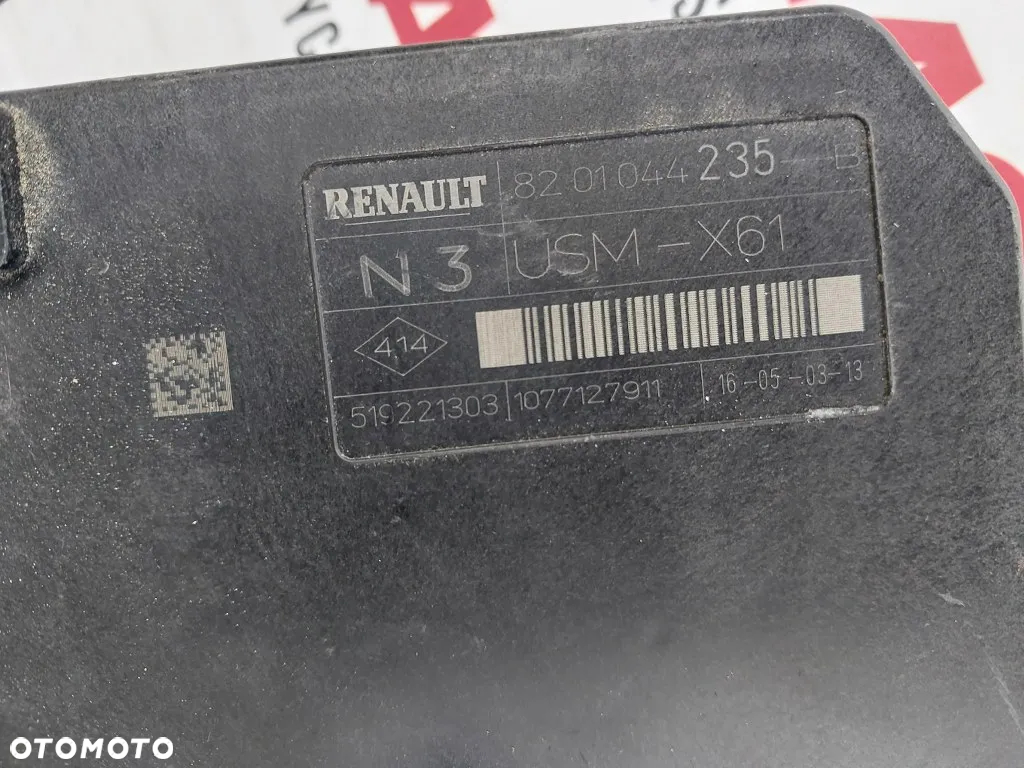 RENAULT 82 01 044 235--B
N 3 USM-X61
414
519221303 1077127911 16-05-03-13
OTOMOTO